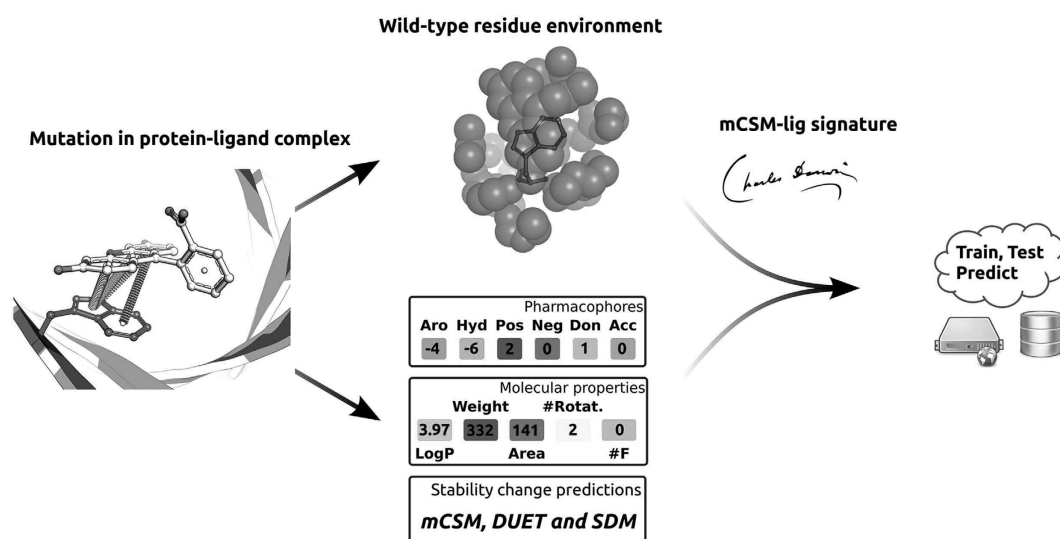 Wild-type residue environment
Mutation in protein-ligand complex
mCSM-lig signature
Charles Darwin
Train, Test
Predict
Pharmacophores
Aro Hyd Pos Neg Don Acc
-4 -6 2 0 1 0
Molecular properties
Weight #Rotat.
3.97 332 141 2 0
LogP Area #F
Stability change predictions
mCSM, DUET and SDM